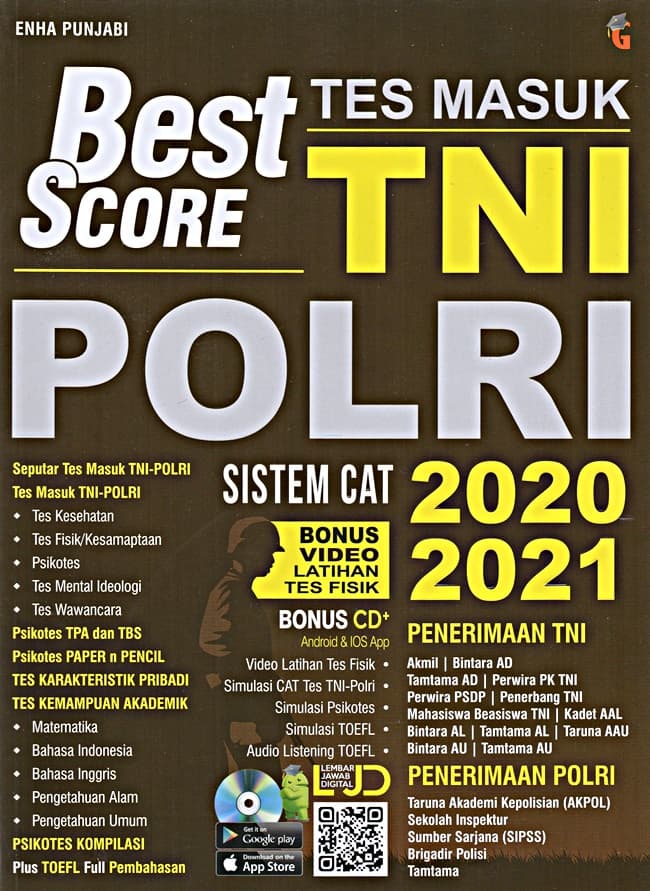 ENHA PUNJABI
G
Best
SCORE
TES MASUK
TNI
POLRI
Seputar Tes Masuk TNI-POLRI
Tes Masuk TNI-POLRI
Tes Kesehatan
Tes Fisik/Kesamaptaan
Psikotes
Tes Mental Ideologi
Tes Wawancara
Psikotes TPA dan TBS
Psikotes PAPER n PENCIL
TES KARAKTERISTIK PRIBADI
TES KEMAMPUAN AKADEMIK
Matematika
Bahasa Indonesia
Bahasa Inggris
Pengetahuan Alam
Pengetahuan Umum
PSIKOTES KOMPILASI
Plus TOEFL Full Pembahasan
SISTEM CAT
2020
2021
BONUS
VIDEO
LATIHAN
TES FISIK
BONUS CD+
Android & IOS App
Video Latihan Tes Fisik
Simulasi CAT Tes TNI-Polri
Simulasi Psikotes
Simulasi TOEFL
Audio Listening TOEFL
LEMBAR
JAWAB
DIGITAL
LJD
Get it on
Google play
Download on the
App Store
PENERIMAAN TNI
Akmil | Bintara AD
Tamtama AD | Perwira PK TNI
Perwira PSDP | Penerbang TNI
Mahasiswa Beasiswa TNI | Kadet AAL
Bintara AL | Tamtama AL | Taruna AAU
Bintara AU | Tamtama AU
PENERIMAAN POLRI
Taruna Akademi Kepolisian (AKPOL)
Sekolah Inspektur
Sumber Sarjana (SIPSS)
Brigadir Polisi
Tamtama